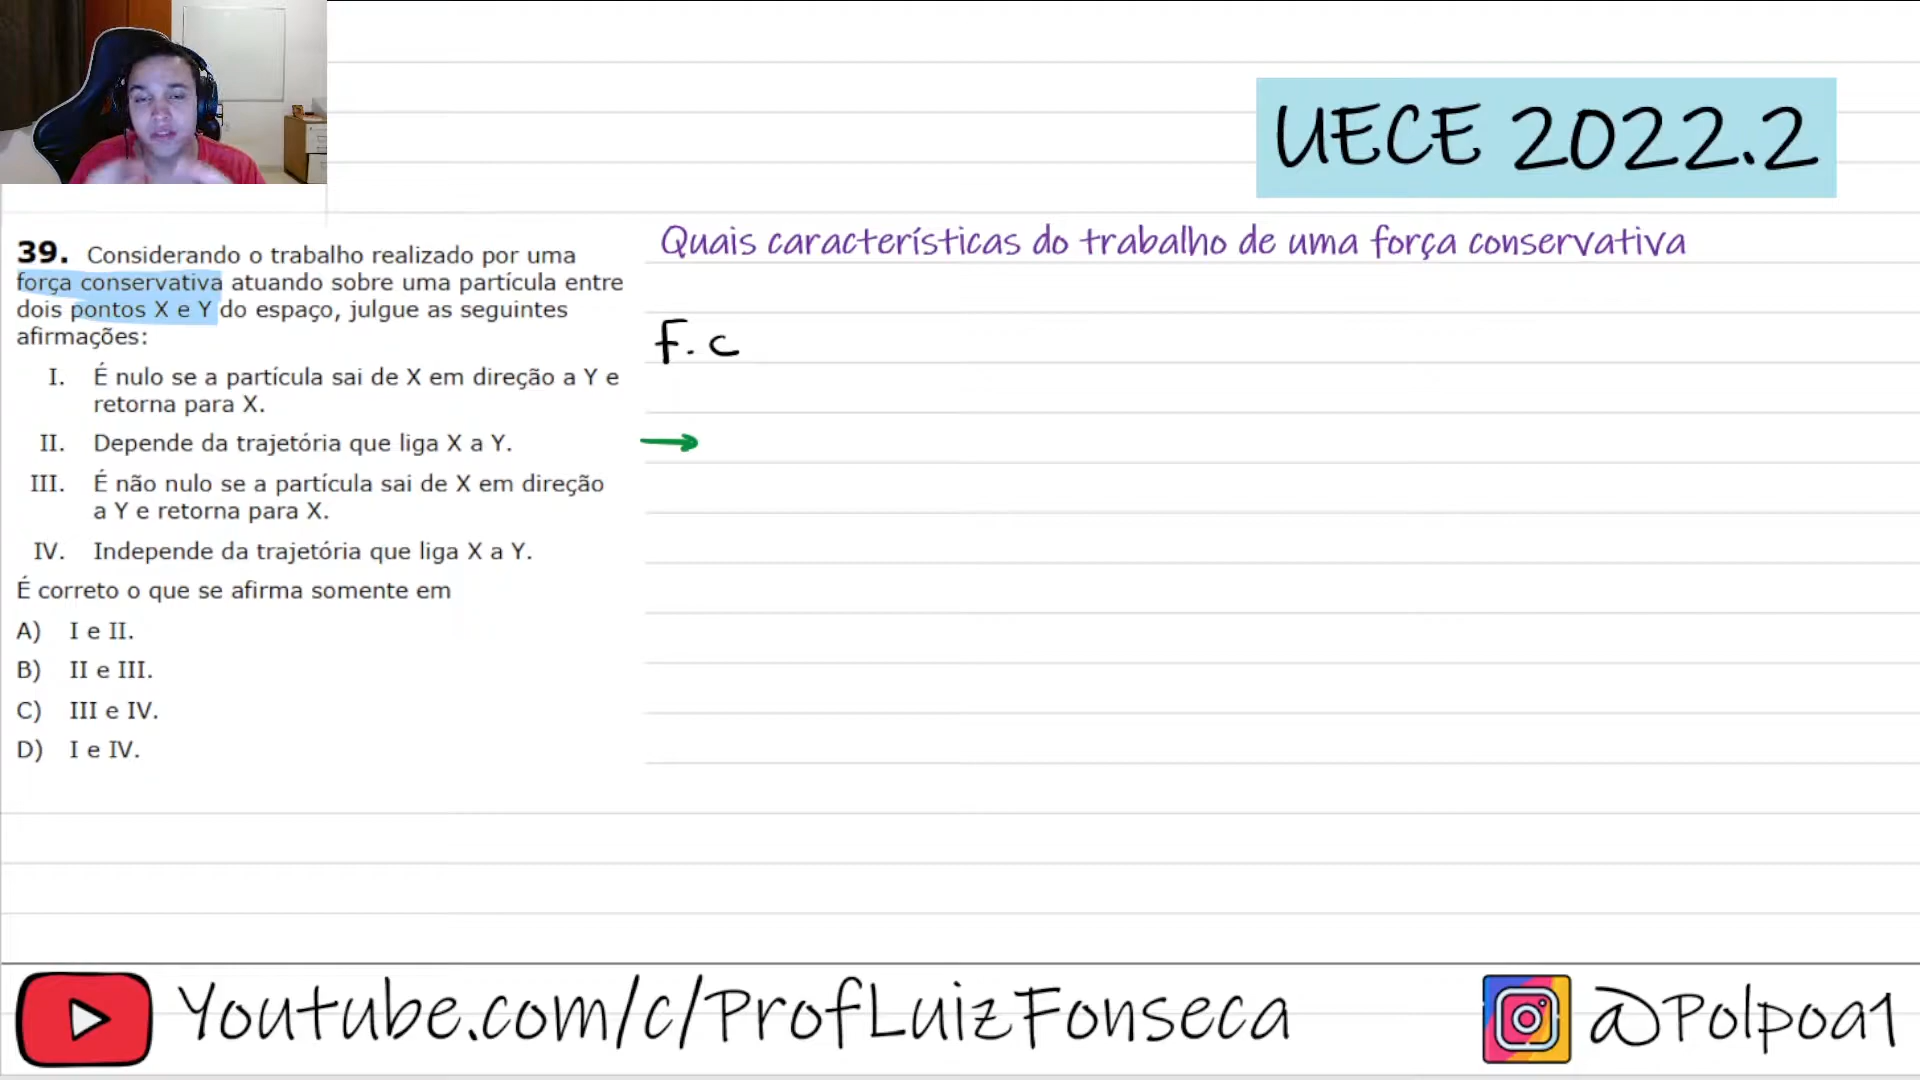 UECE 2022.2
39. Considerando o trabalho realizado por uma
força conservativa atuando sobre uma partícula entre
dois pontos X e Y do espaço, julgue as seguintes
afirmações:
I. É nulo se a partícula sai de X em direção a Y e
retorna para X.
II. Depende da trajetória que liga X a Y.
III. É não nulo se a partícula sai de X em direção
a Y e retorna para X.
IV. Independe da trajetória que liga X a Y.
É correto o que se afirma somente em
A) I e II.
B) II e III.
C) III e IV.
D) I e IV.
Quais características do trabalho de uma força conservativa
F. C
Youtube.com/c/ProfLuizFonseca
@Polpoa1